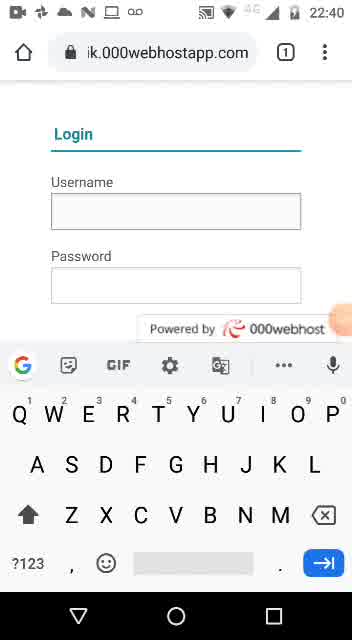 4G 22:40
ik.000webhostapp.com 1
Login
Username
Password
Powered by 000webhost
G GIF
1 2 3 4 5 6 7 8 9 0
Q W E R T Y U I O P
A S D F G H J K L
Z X C V B N M
?123 , .